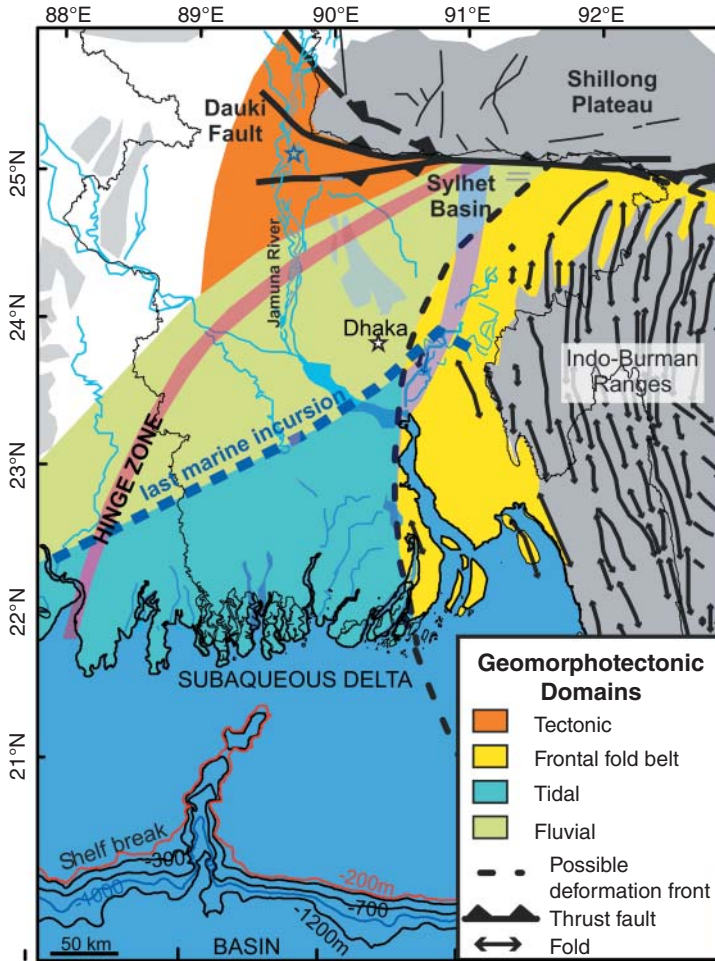 88°E 89°E 90°E 91°E 92°E
25°N
24°N
23°N
22°N
21°N
Shillong
Plateau
Dauki
Fault
Sylhet
Basin
Jamuna River
Dhaka
Indo-Burman
Ranges
last marine incursion
HINGE ZONE
SUBAQUEOUS DELTA
Shelf break
-300
-200m
-1000
-700
-1200m
50 km
BASIN
Geomorphotectonic
Domains
Tectonic
Frontal fold belt
Tidal
Fluvial
Possible
deformation front
Thrust fault
Fold